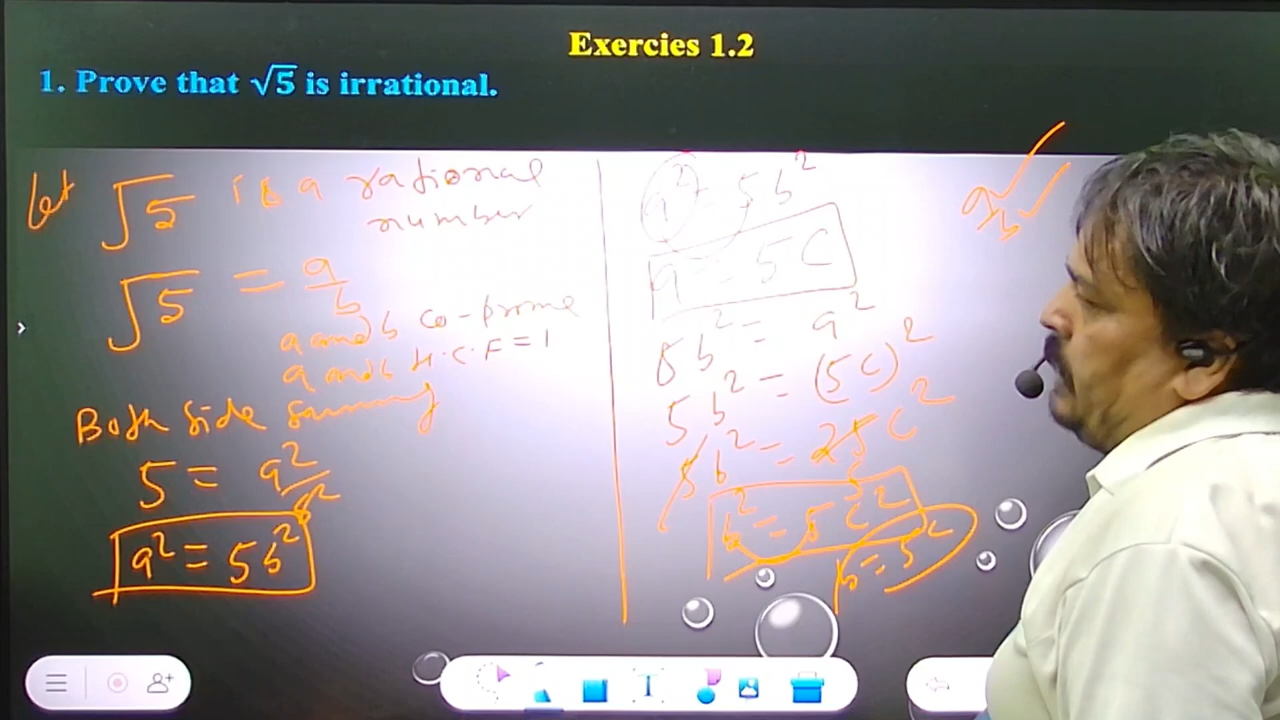 Exercies 1.2
1. Prove that √5 is irrational.
let √5 is a rational
number
√5 = a/b
a and b co-prime
a and b H.C.F = 1
Both side
5 = a²/b²
a² = 5b²
a² = 5b²
a = 5c
5b² = a²
5b² = (5c)²
5b² = 25c²
b² = 5c²
b = 5c
a/b
T